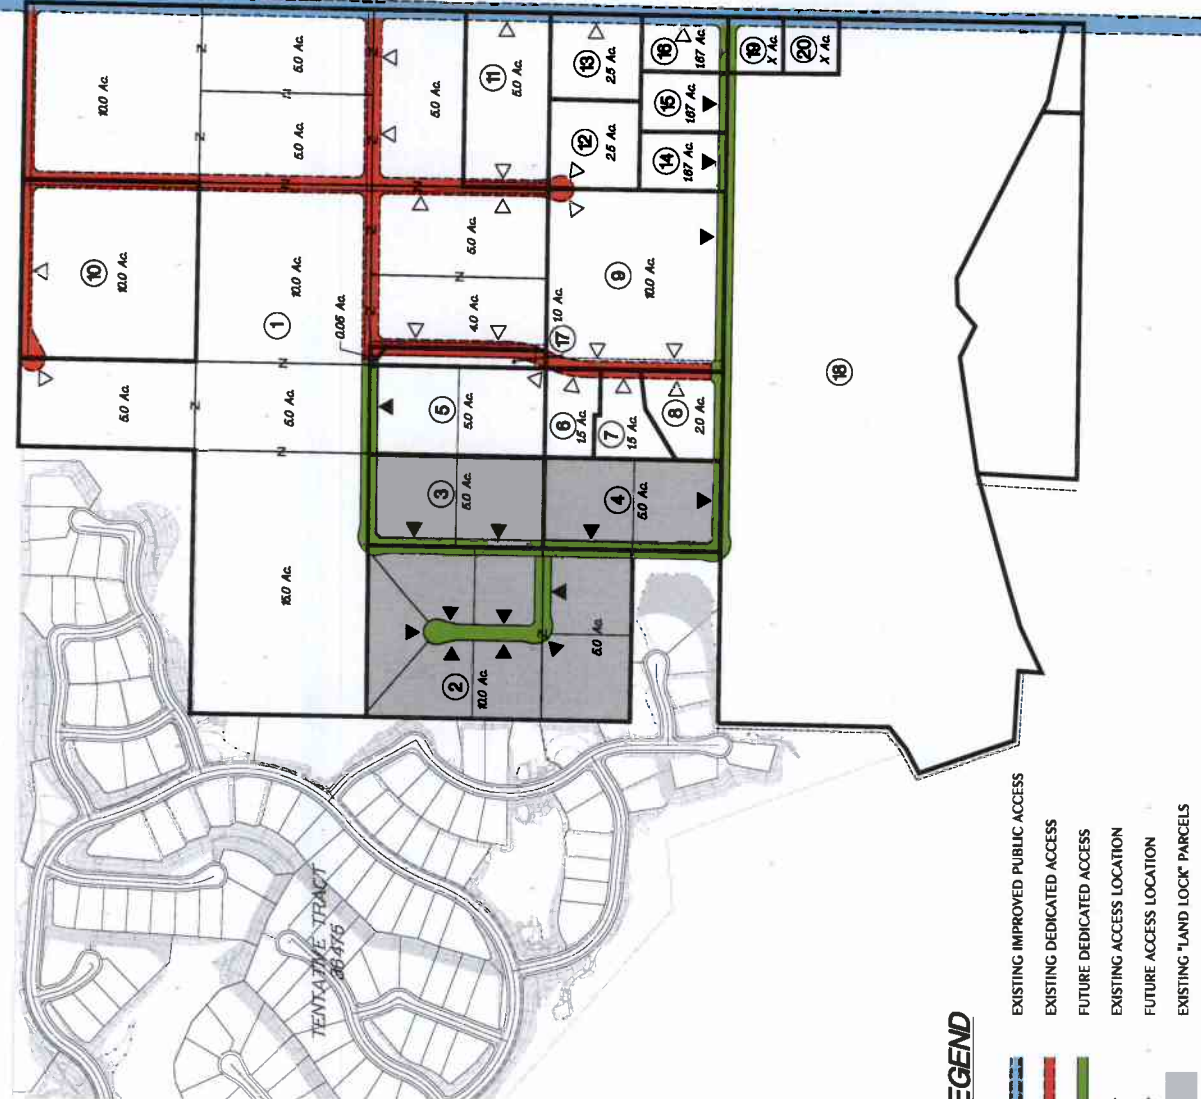 10.0 Ac.
5.0 Ac.
5.0 Ac.
5.0 Ac.
11
5.0 Ac.
13
2.5 Ac.
16
1.67 Ac.
19
X Ac.
20
X Ac.
15
1.67 Ac.
12
2.5 Ac.
14
1.67 Ac.
10
10.0 Ac.
1
10.0 Ac.
5.0 Ac.
4.0 Ac.
9
10.0 Ac.
0.05 Ac.
17
1.0 Ac.
18
5.0 Ac.
5.0 Ac.
5
5.0 Ac.
6
1.5 Ac.
7
1.5 Ac.
8
2.0 Ac.
3
5.0 Ac.
4
5.0 Ac.
15.0 Ac.
2
10.0 Ac.
5.0 Ac.
TENTATIVE TRACT
36475
EGEND
EXISTING IMPROVED PUBLIC ACCESS
EXISTING DEDICATED ACCESS
FUTURE DEDICATED ACCESS
EXISTING ACCESS LOCATION
FUTURE ACCESS LOCATION
EXISTING "LAND LOCK" PARCELS